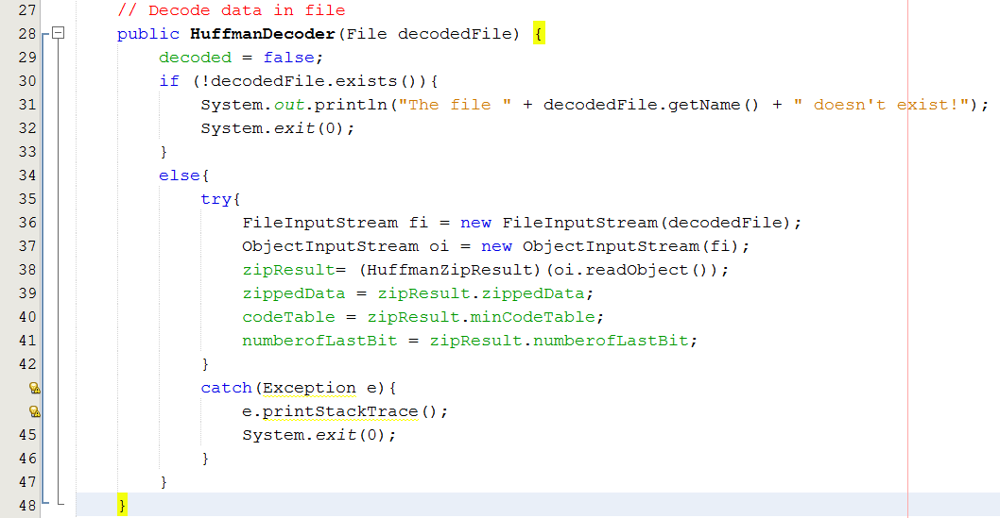 27 // Decode data in file
28 public HuffmanDecoder(File decodedFile) {
29 decoded = false;
30 if (!decodedFile.exists()){
31 System.out.println("The file " + decodedFile.getName() + " doesn't exist!");
32 System.exit(0);
33 }
34 else{
35 try{
36 FileInputStream fi = new FileInputStream(decodedFile);
37 ObjectInputStream oi = new ObjectInputStream(fi);
38 zipResult= (HuffmanZipResult)(oi.readObject());
39 zippedData = zipResult.zippedData;
40 codeTable = zipResult.minCodeTable;
41 numberofLastBit = zipResult.numberofLastBit;
42 }
catch(Exception e){
e.printStackTrace();
45 System.exit(0);
46 }
47 }
48 }